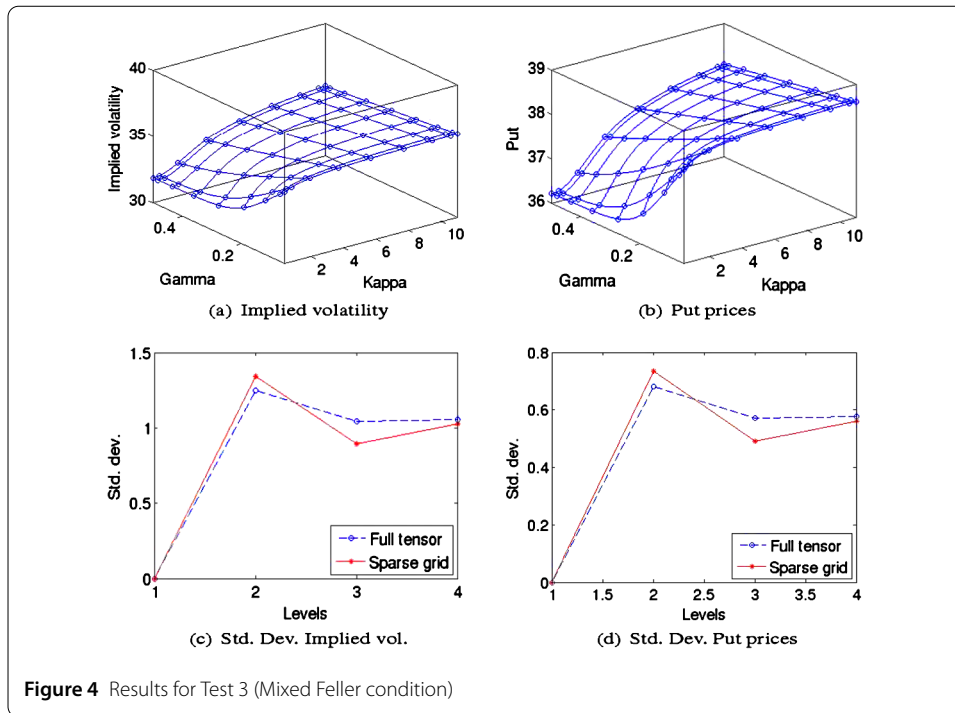 40
35
30
Implied volatility
0.4
0.2
Gamma
2
4
6
8
10
Kappa
(a) Implied volatility
39
38
37
36
Put
0.4
0.2
Gamma
2
4
6
8
10
Kappa
(b) Put prices
1.5
1
0.5
0
Std. dev.
Full tensor
Sparse grid
1
2
3
4
Levels
(c) Std. Dev. Implied vol.
0.8
0.6
0.4
0.2
0
Std. dev.
Full tensor
Sparse grid
1
1.5
2
2.5
3
3.5
4
Levels
(d) Std. Dev. Put prices
Figure 4 Results for Test 3 (Mixed Feller condition)